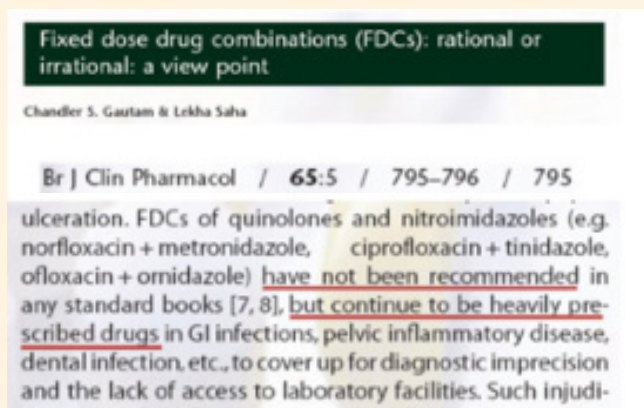 Fixed dose drug combinations (FDCs): rational or
irrational: a view point
Chandler S. Gautam & Lekha Saha
Br J Clin Pharmacol / 65:5 / 795–796 / 795
ulceration. FDCs of quinolones and nitroimidazoles (e.g.
norfloxacin + metronidazole, ciprofloxacin + tinidazole,
ofloxacin + ornidazole) have not been recommended in
any standard books [7, 8], but continue to be heavily pre-
scribed drugs in GI infections, pelvic inflammatory disease,
dental infection, etc., to cover up for diagnostic imprecision
and the lack of access to laboratory facilities. Such injudi-